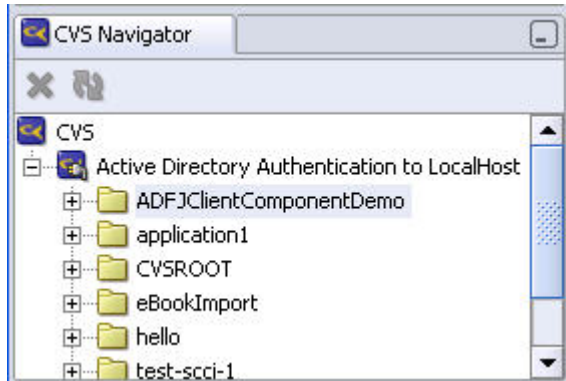 CVS Navigator
CVS
Active Directory Authentication to LocalHost
ADFJClientComponentDemo
application1
CVSROOT
eBookImport
hello
test-scci-1